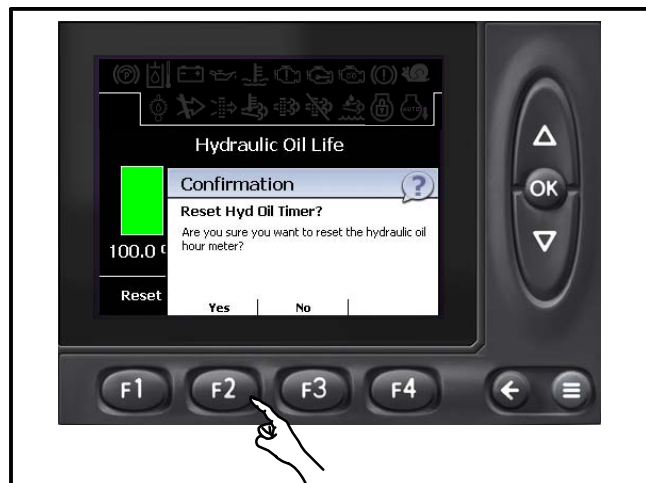 Hydraulic Oil Life
Confirmation ?
Reset Hyd Oil Timer?
Are you sure you want to reset the hydraulic oil
hour meter?
100.0
Reset
Yes No
OK
F1 F2 F3 F4